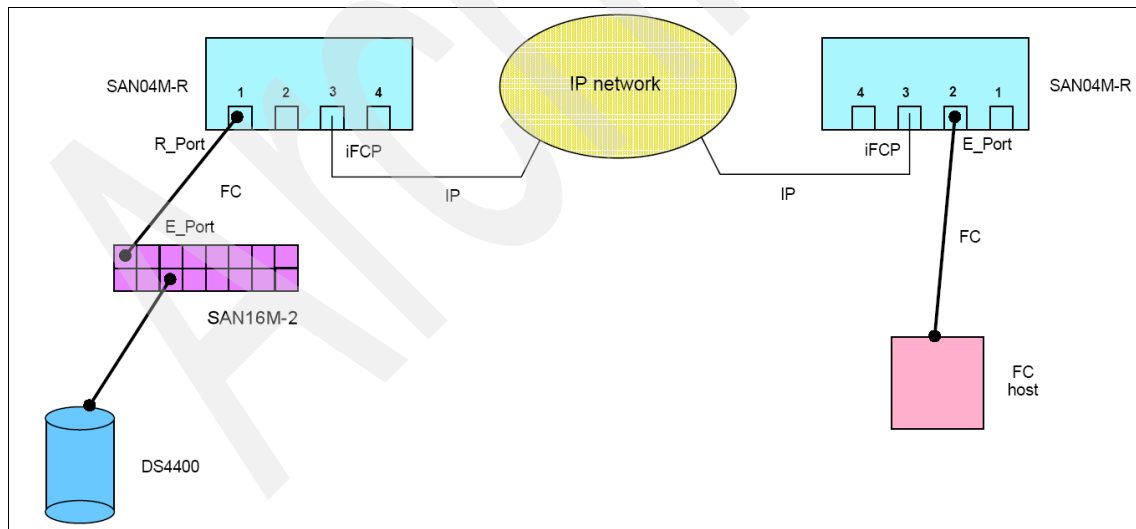 SAN04M-R
1 2 3 4
R_Port
iFCP
FC
IP
E_Port
SAN16M-2
DS4400
IP network
4 3 2 1
SAN04M-R
iFCP
E_Port
IP
FC
FC
host